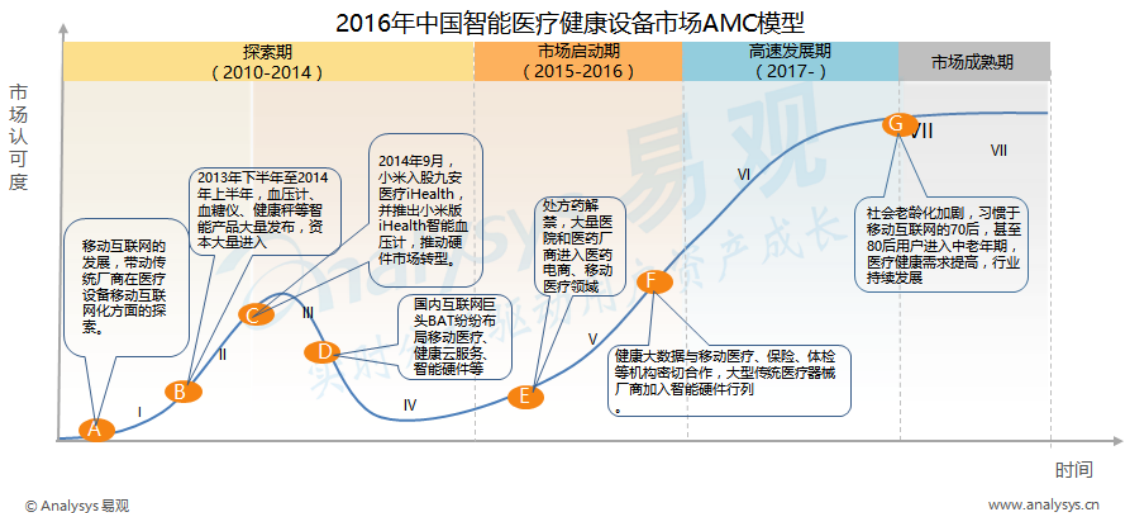 2016年中国智能医疗健康设备市场AMC模型
探索期
（2010-2014）
市场启动期
（2015-2016）
高速发展期
（2017-）
市场成熟期
市场认可度
移动互联网的
发展，带动传
统厂商在医疗
设备移动互联
网化方面的探
索。
2013年下半年至2014
年上半年，血压计、
血糖仪、健康秤等智
能产品大量发布，资
本大量进入
2014年9月，
小米入股九安
医疗iHealth，
并推出小米版
iHealth智能血
压计，推动硬
件市场转型。
国内互联网巨
头BAT纷纷布
局移动医疗、
健康云服务、
智能硬件等
处方药解
禁，大量医
院和医药厂
商进入医药
电商、移动
医疗领域
健康大数据与移动医疗、保险、体检
等机构密切合作，大型传统医疗器械
厂商加入智能硬件行列
。
社会老龄化加剧，习惯于
移动互联网的70后，甚至
80后用户进入中老年期，
医疗健康需求提高，行业
持续发展
A
I
B
II
C
III
D
IV
E
V
F
VI
G
VII
VII
Analysys易观
时间
© Analysys 易观
www.analysys.cn